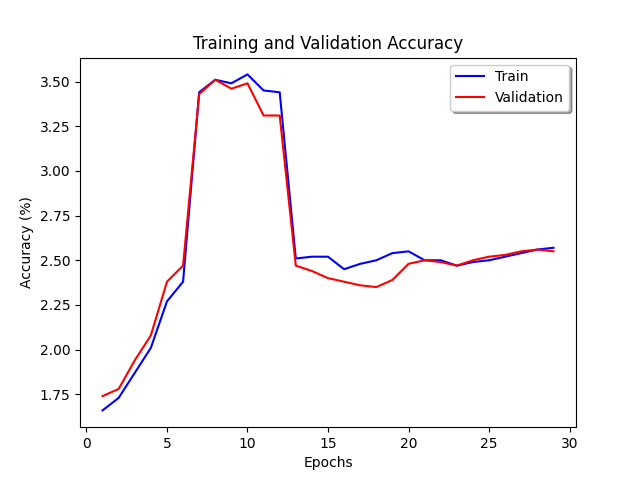 Training and Validation Accuracy
Train
Validation
Accuracy (%)
3.50
3.25
3.00
2.75
2.50
2.25
2.00
1.75
0 5 10 15 20 25 30
Epochs